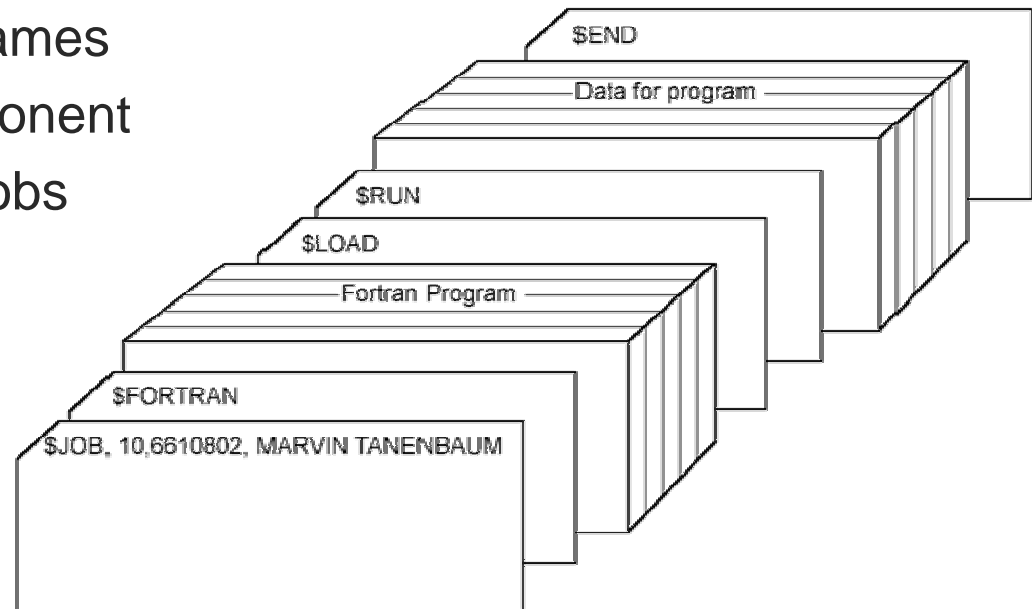 ames
onent
obs
$END
Data for program
$RUN
$LOAD
Fortran Program
$FORTRAN
$JOB, 10,6610802, MARVIN TANENBAUM